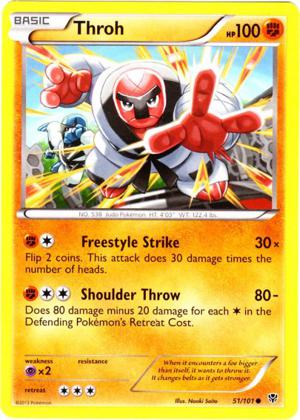 BASIC
Throh HP100
NO. 538 Judo Pokémon HT. 4'03" WT. 122.4 lbs.
Freestyle Strike 30×
Flip 2 coins. This attack does 30 damage times
the number of heads.
Shoulder Throw 80-
Does 80 damage minus 20 damage for each in the
Defending Pokémon's Retreat Cost.
weakness resistance
×2
retreat
When it encounters a foe bigger
than itself, it wants to throw it.
It changes belts as it gets stronger.
Illus. Naoki Saito 51/101
©2013 Pokémon